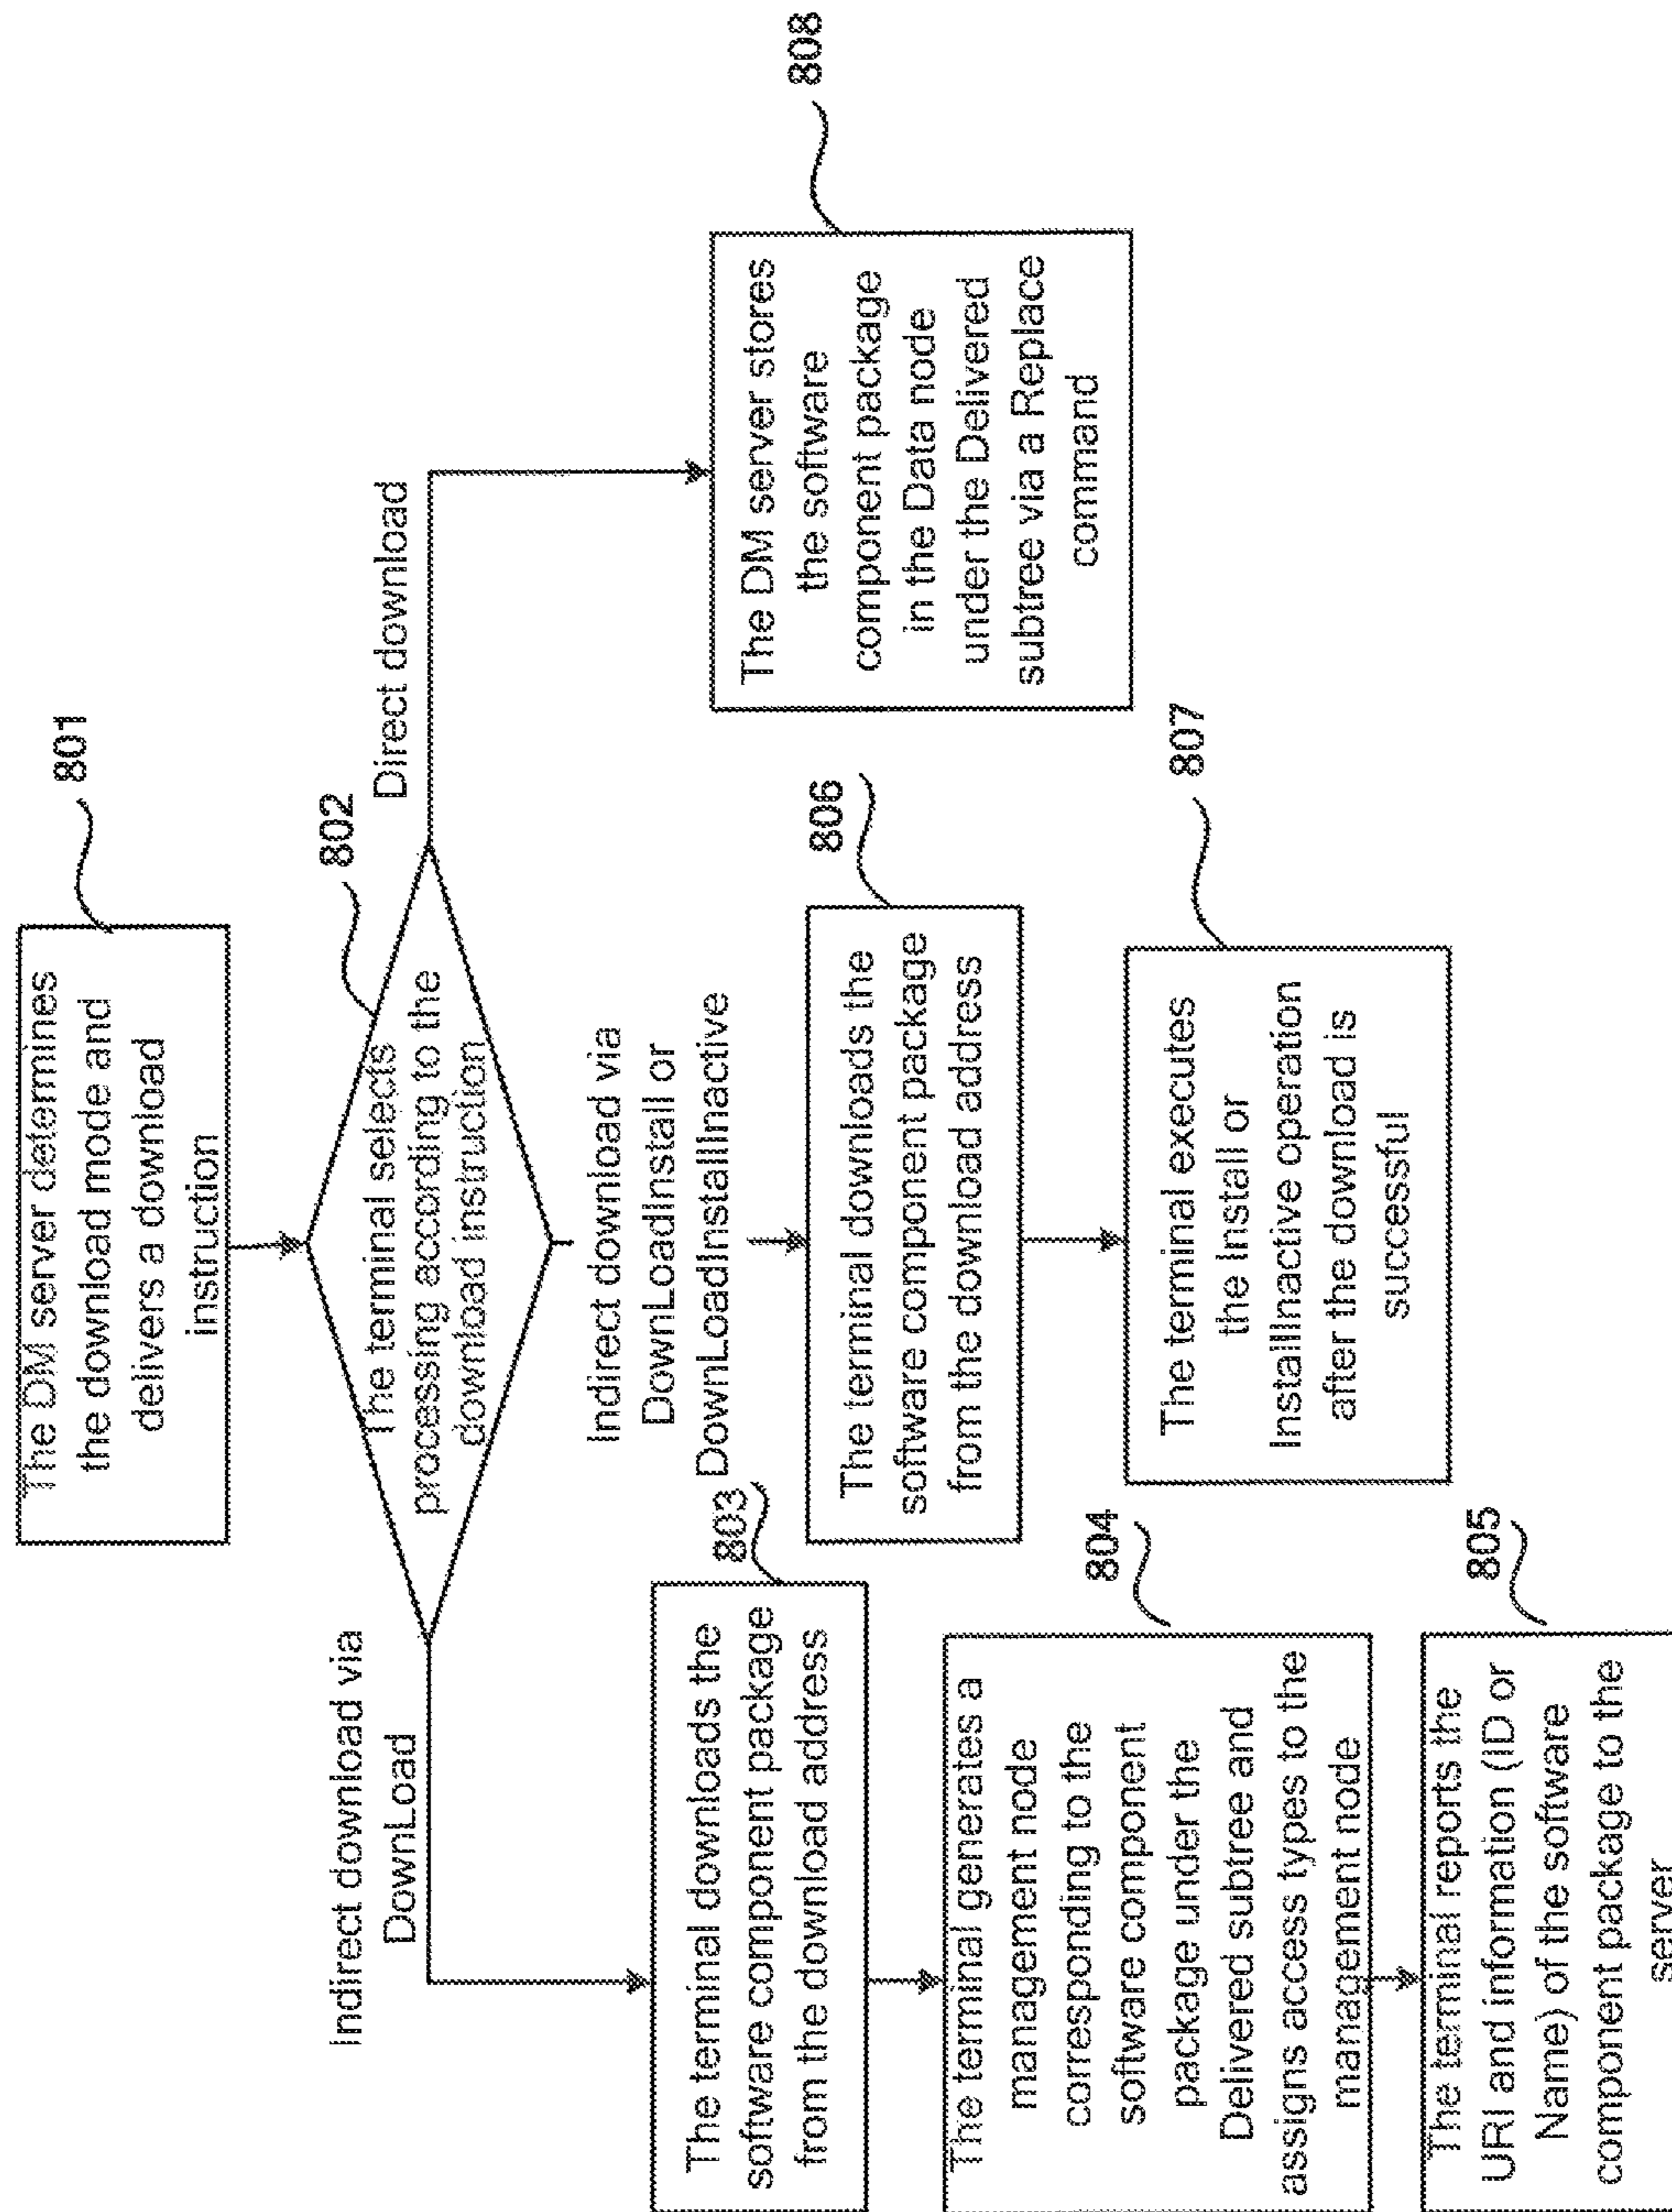 The DM server determines
the download mode and
delivers a download
instruction
801
The terminal selects
processing according to the
download instruction
802
Indirect download via
DownLoad
Indirect download via
DownLoadInstall or
DownLoadInstallInactive
Direct download
The terminal downloads the
software component package
from the download address
803
The terminal generates a
management node
corresponding to the
software component
package under the
Delivered subtree and
assigns access types to the
management node
804
The terminal reports the
URI and information (ID or
Name) of the software
component package to the
server
805
The terminal downloads the
software component package
from the download address
806
The terminal executes
the Install or
InstallInactive operation
after the download is
successful
807
The DM server stores
the software
component package
in the Data node
under the Delivered
subtree via a Replace
command
808